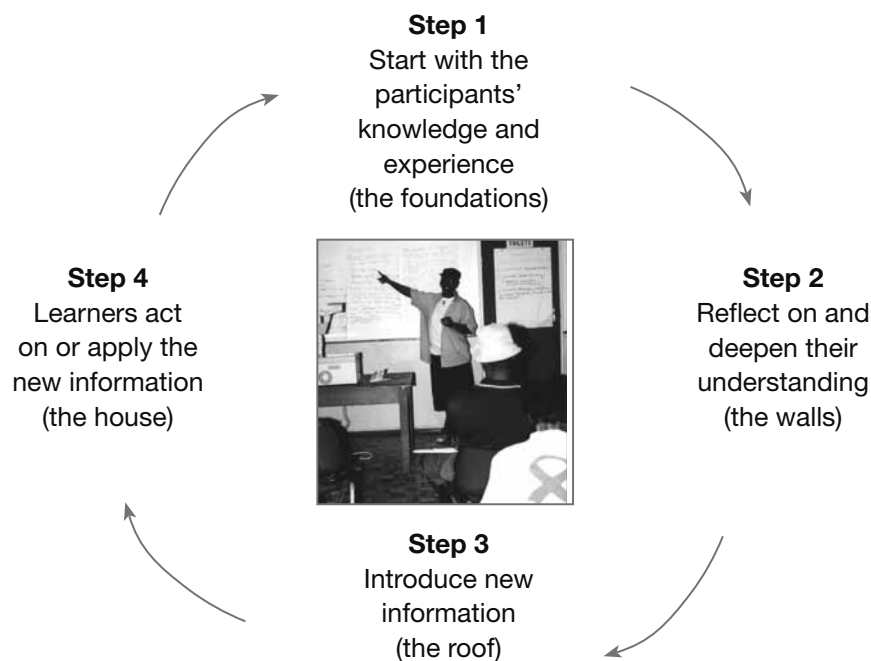 Step 1
Start with the
participants’
knowledge and
experience
(the foundations)
Step 2
Reflect on and
deepen their
understanding
(the walls)
Step 3
Introduce new
information
(the roof)
Step 4
Learners act
on or apply the
new information
(the house)